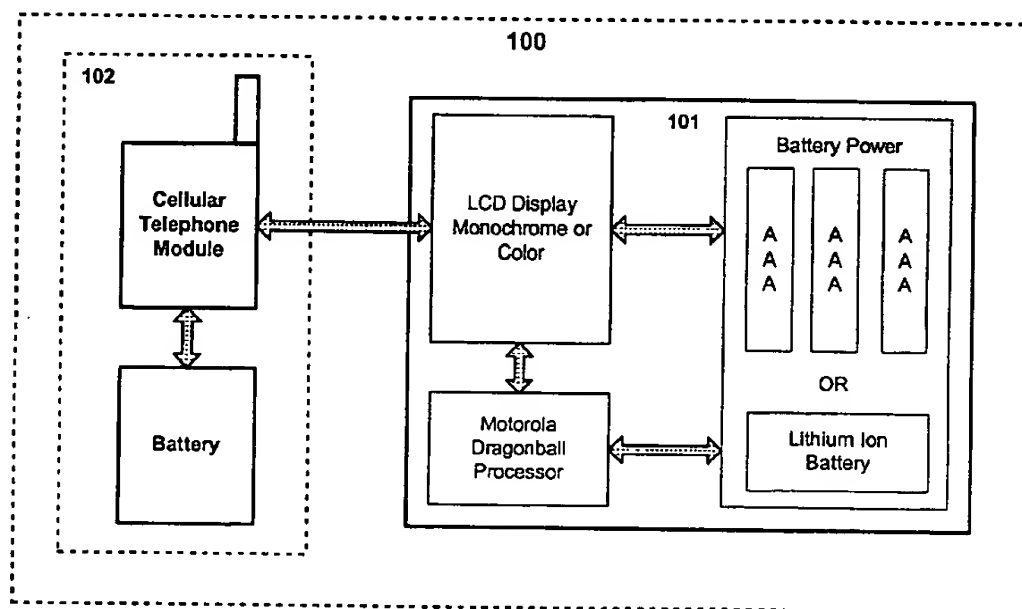 100
102
Cellular
Telephone
Module
Battery
101
LCD Display
Monochrome or
Color
Motorola
Dragonball
Processor
Battery Power
A A A
A A A
A A A
OR
Lithium Ion
Battery